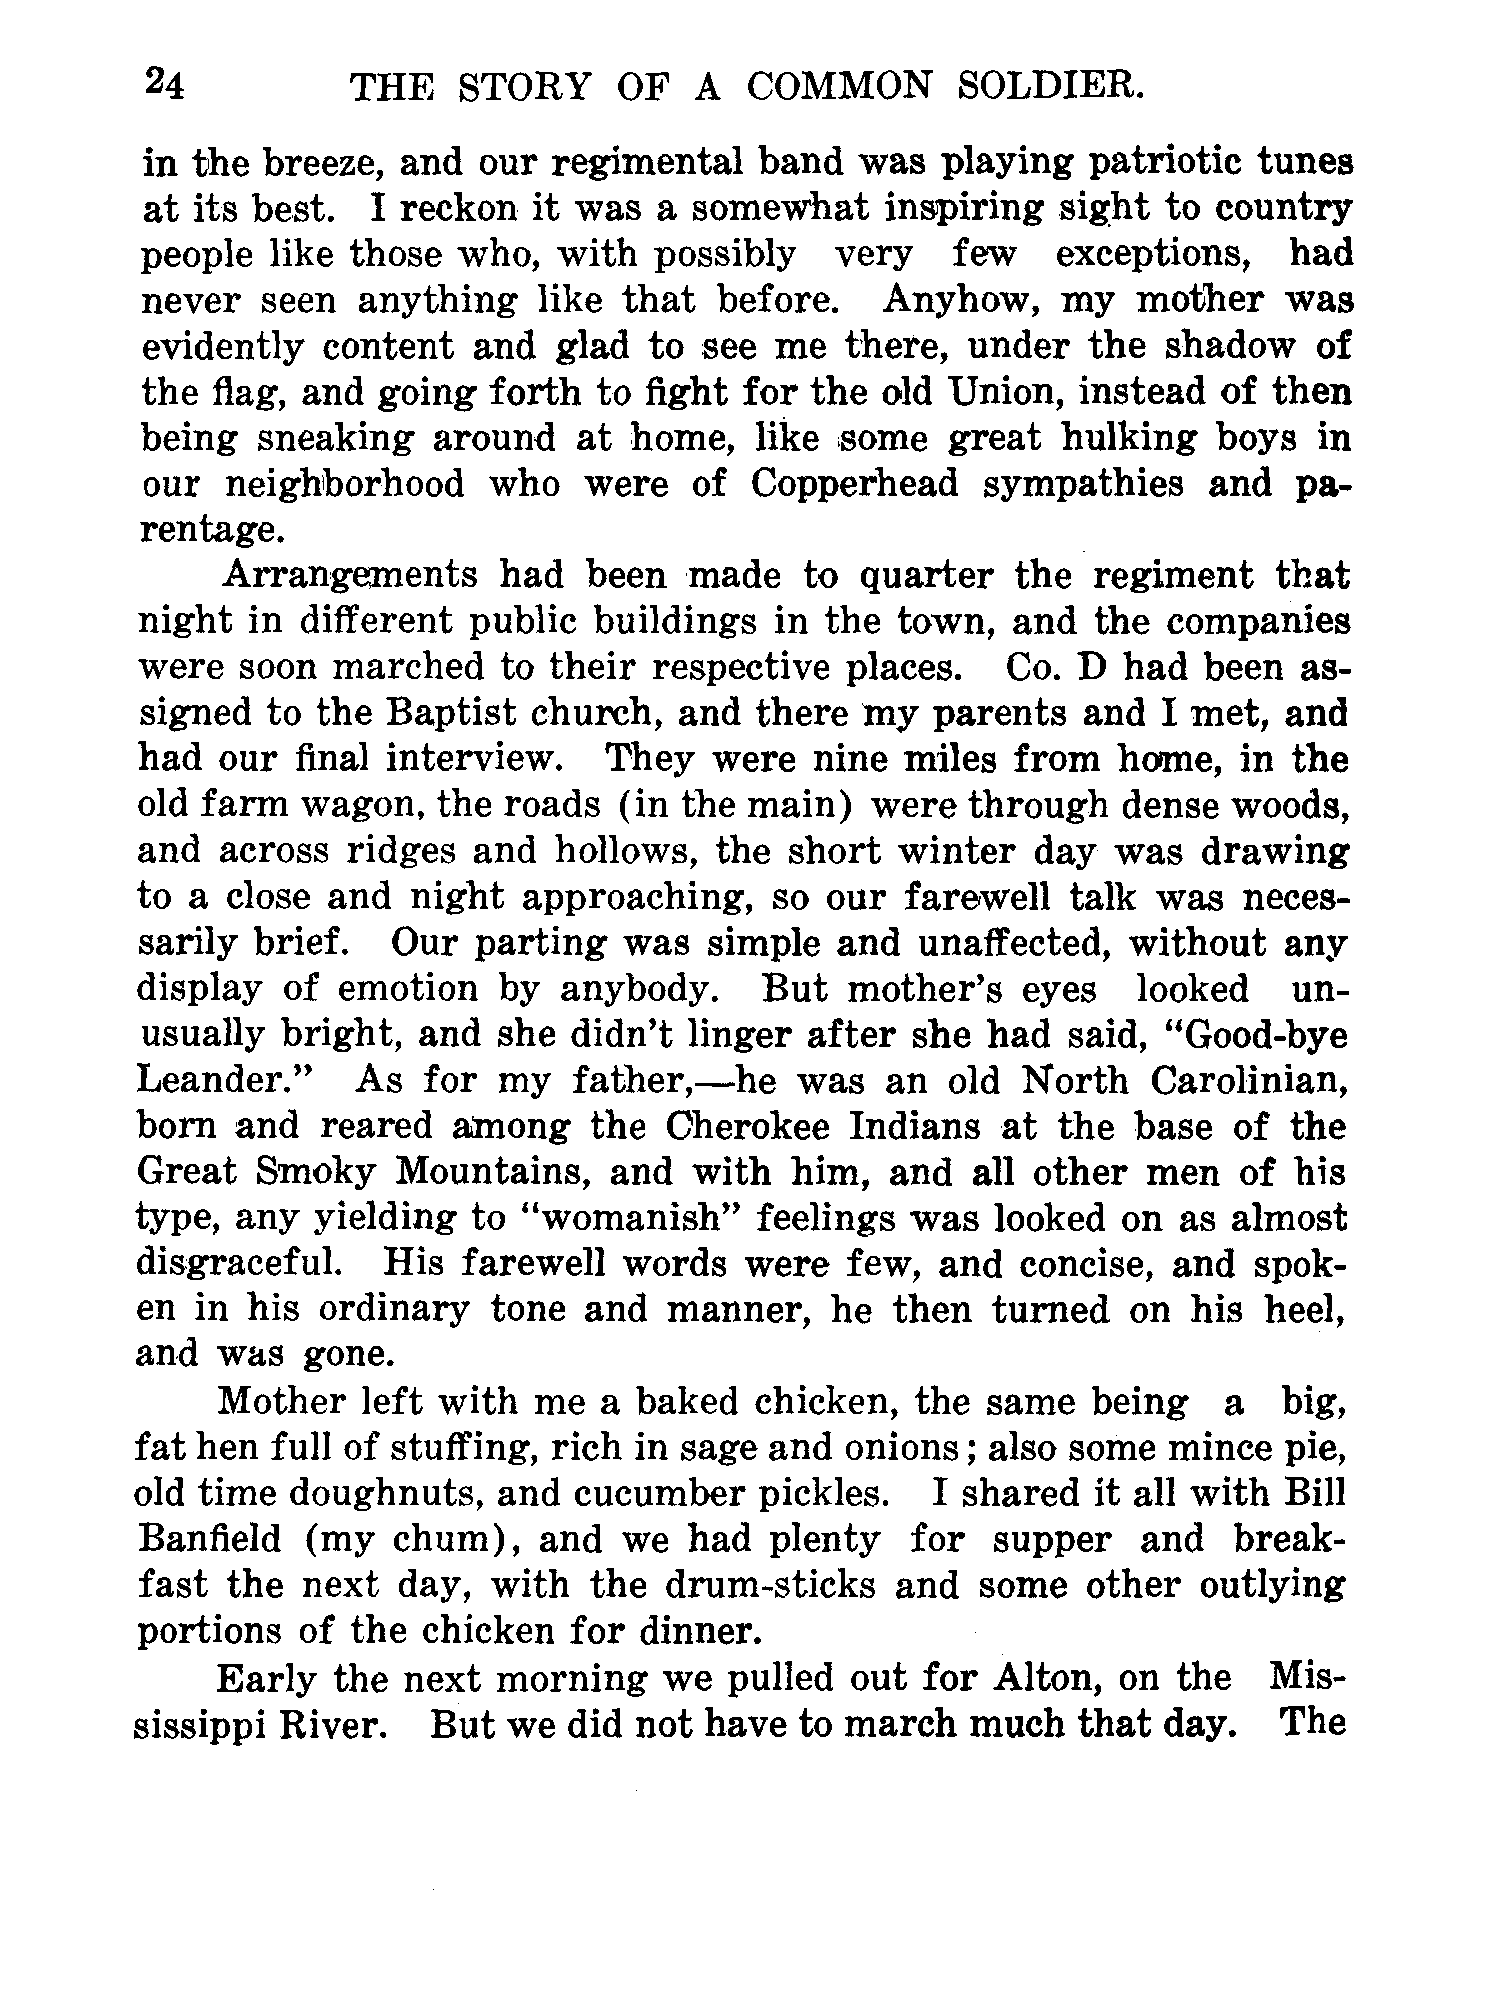 24 THE STORY OF A COMMON SOLDIER.
in the breeze, and our regimental band was playing patriotic tunes
at its best. I reckon it was a somewhat inspiring sight to country
people like those who, with possibly very few exceptions, had
never seen anything like that before. Anyhow, my mother was
evidently content and glad to see me there, under the shadow of
the flag, and going forth to fight for the old Union, instead of then
being sneaking around at home, like some great hulking boys in
our neighborhood who were of Copperhead sympathies and pa-
rentage.
Arrangements had been made to quarter the regiment that
night in different public buildings in the town, and the companies
were soon marched to their respective places. Co. D had been as-
signed to the Baptist church, and there my parents and I met, and
had our final interview. They were nine miles from home, in the
old farm wagon, the roads (in the main) were through dense woods,
and across ridges and hollows, the short winter day was drawing
to a close and night approaching, so our farewell talk was neces-
sarily brief. Our parting was simple and unaffected, without any
display of emotion by anybody. But mother's eyes looked un-
usually bright, and she didn't linger after she had said, "Good-bye
Leander." As for my father,—he was an old North Carolinian,
born and reared among the Cherokee Indians at the base of the
Great Smoky Mountains, and with him, and all other men of his
type, any yielding to "womanish" feelings was looked on as almost
disgraceful. His farewell words were few, and concise, and spok-
en in his ordinary tone and manner, he then turned on his heel,
and was gone.
Mother left with me a baked chicken, the same being a big,
fat hen full of stuffing, rich in sage and onions; also some mince pie,
old time doughnuts, and cucumber pickles. I shared it all with Bill
Banfield (my chum), and we had plenty for supper and break-
fast the next day, with the drum-sticks and some other outlying
portions of the chicken for dinner.
Early the next morning we pulled out for Alton, on the Mis-
sissippi River. But we did not have to march much that day. The